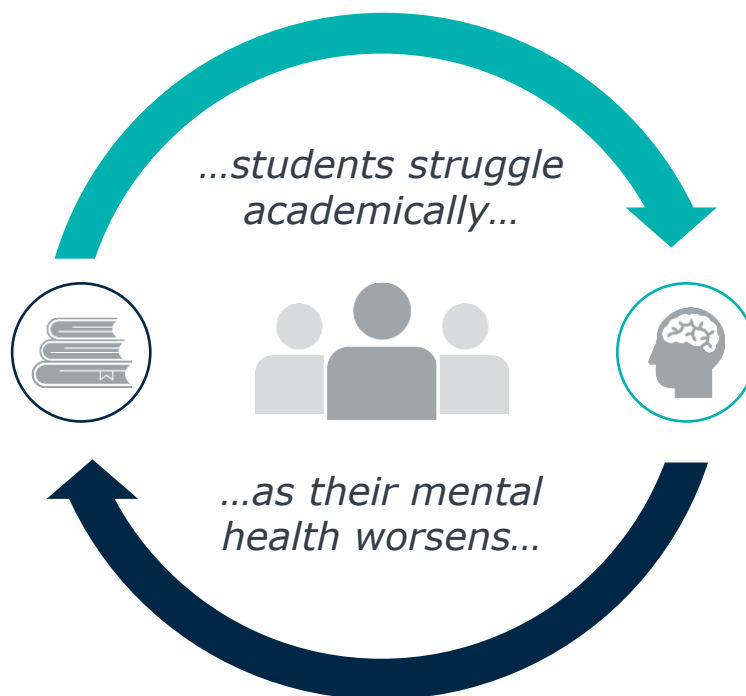 …students struggle
academically…
…as their mental
health worsens…